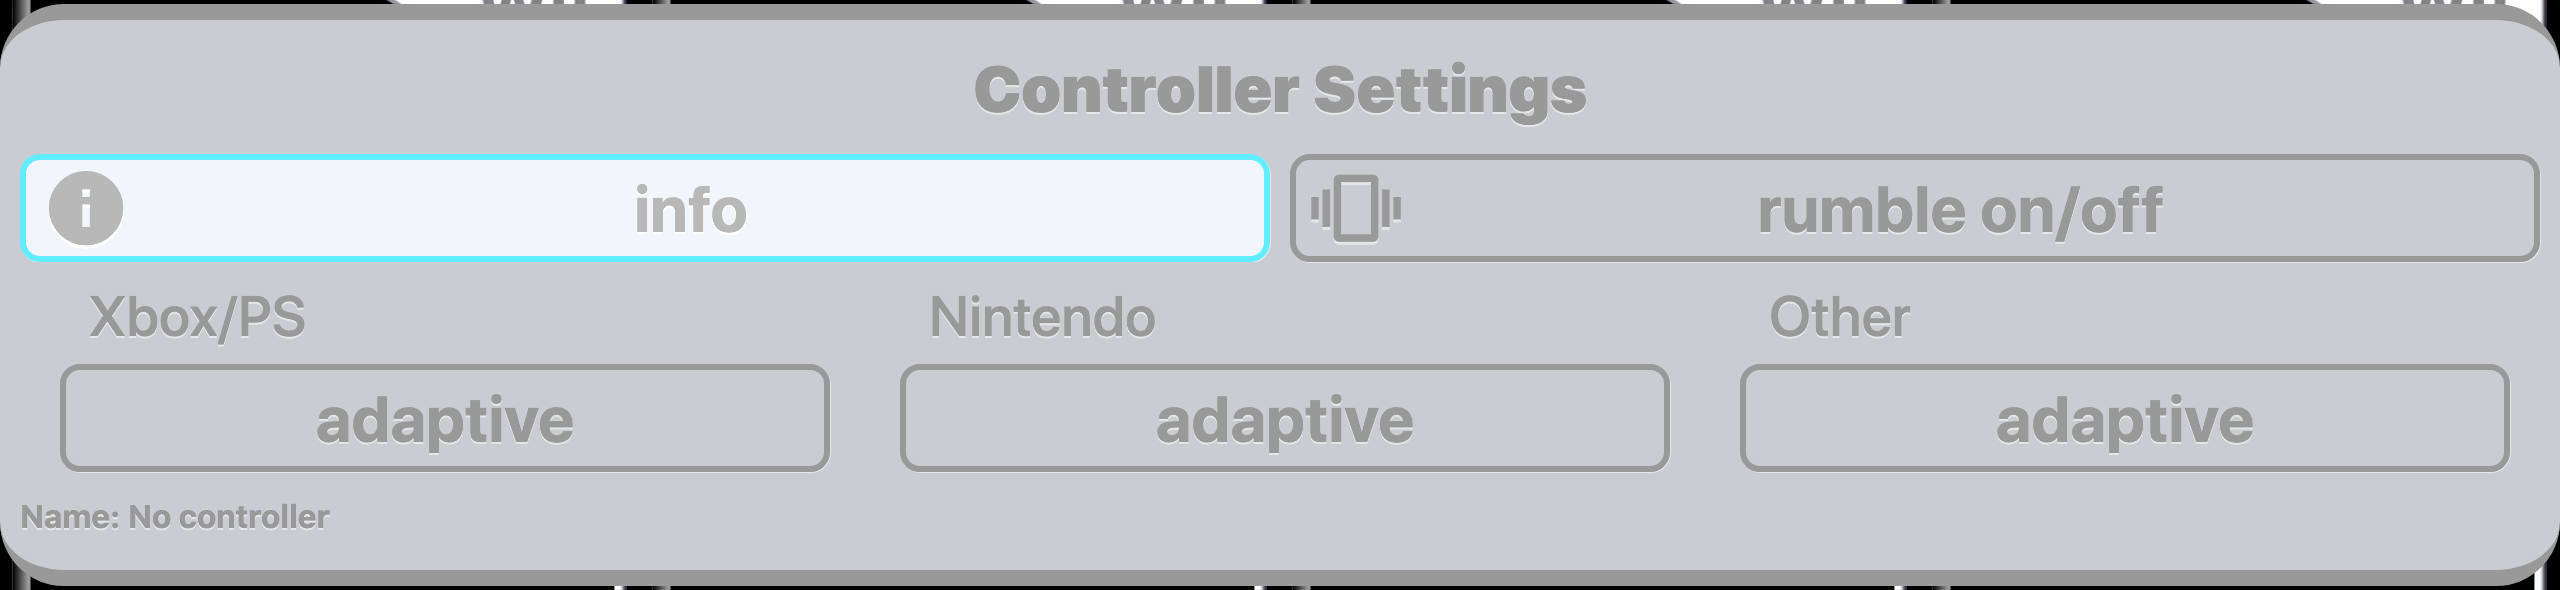 Controller Settings
info
rumble on/off
Xbox/PS
Nintendo
Other
adaptive
adaptive
adaptive
Name: No controller